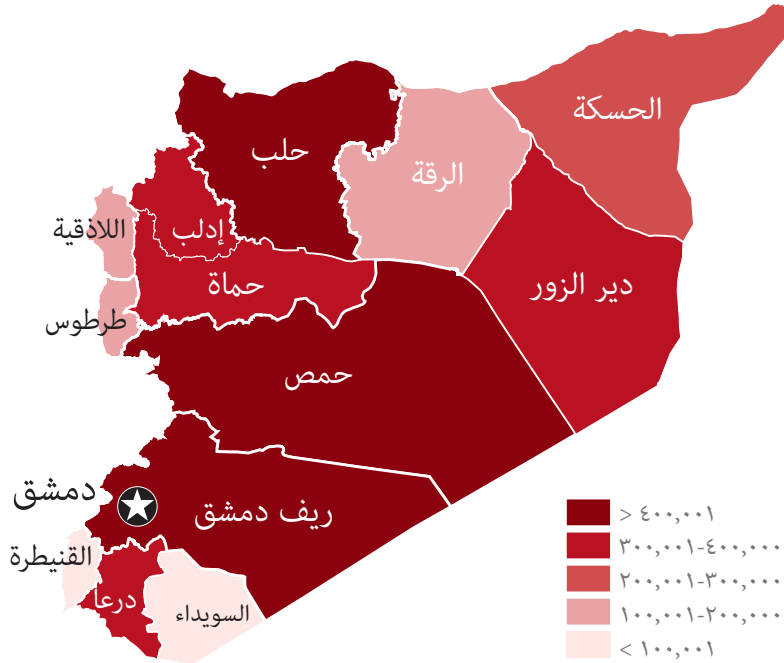 الحسكة
حلب
الرقة
إدلب
اللاذقية
حماة
دير الزور
طرطوس
حمص
دمشق
ريف دمشق
القنيطرة
درعا
السويداء
> ٤٠٠,٠٠١
٣٠٠,٠٠١-٤٠٠,٠٠٠
٢٠٠,٠٠١-٣٠٠,٠٠٠
١٠٠,٠٠١-٢٠٠,٠٠٠
< ١٠٠,٠٠١